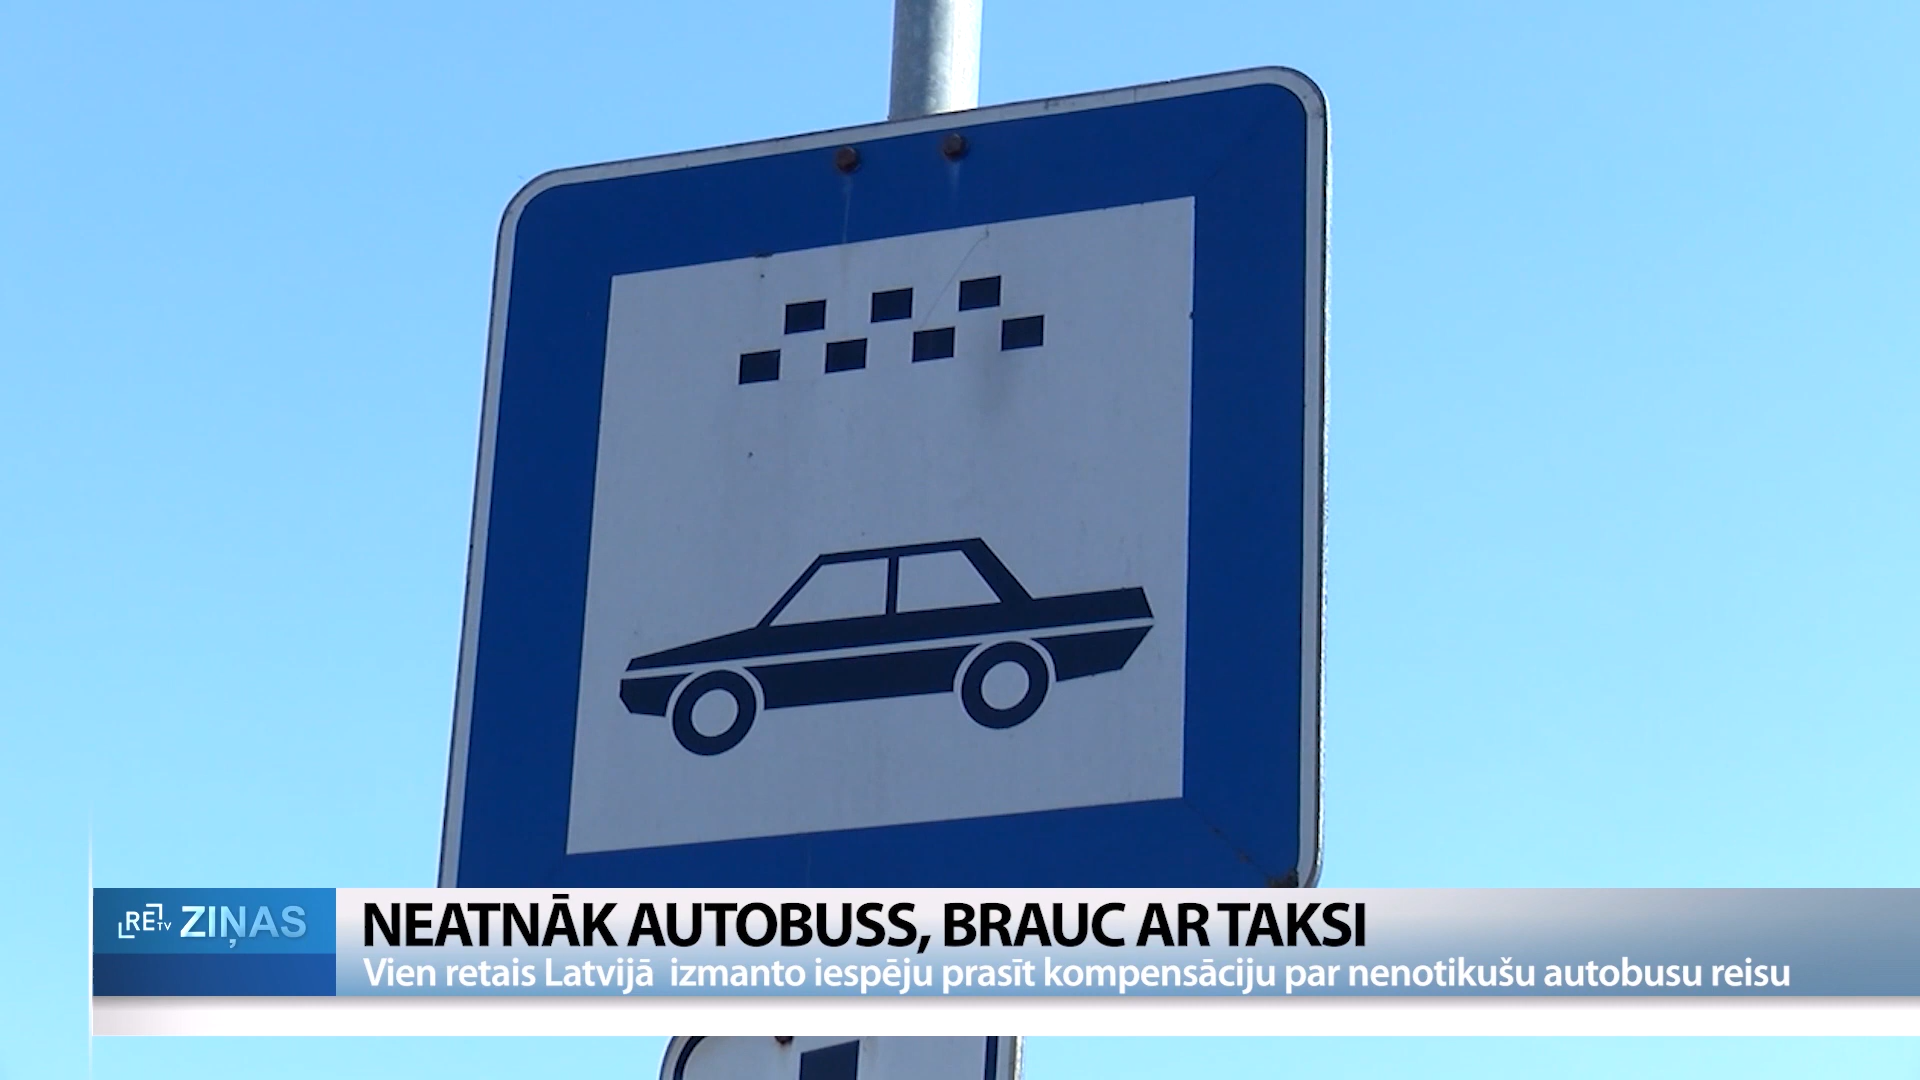 RE TV ZIŅAS
NEATNĀK AUTOBUSS, BRAUC AR TAKSI
Vien retais Latvijā izmanto iespēju prasīt kompensāciju par nenotikušu autobusu reisu